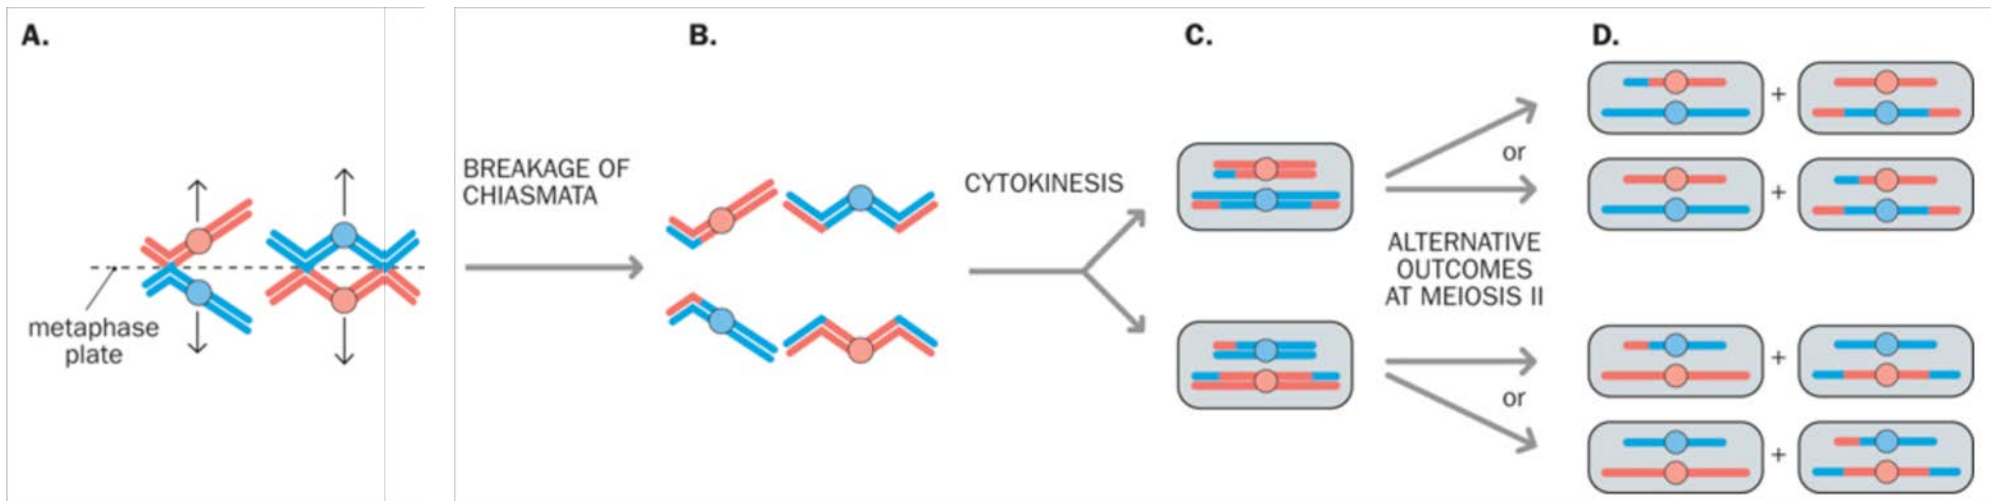 A.
metaphase
plate
BREAKAGE OF
CHIASMATA
B.
CYTOKINESIS
C.
ALTERNATIVE
OUTCOMES
AT MEIOSIS II
D.
+
or
+
+
or
+